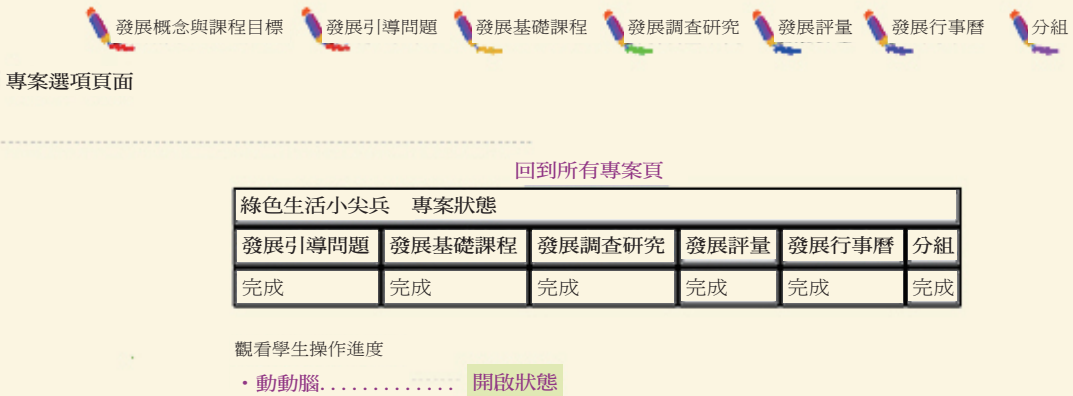 發展概念與課程目標 發展引導問題 發展基礎課程 發展調查研究 發展評量 發展行事曆 分組
專案選項頁面
回到所有專案頁
綠色生活小尖兵 專案狀態
發展引導問題 發展基礎課程 發展調查研究 發展評量 發展行事曆 分組
完成 完成 完成 完成 完成 完成
觀看學生操作進度
・動動腦............. 開啟狀態